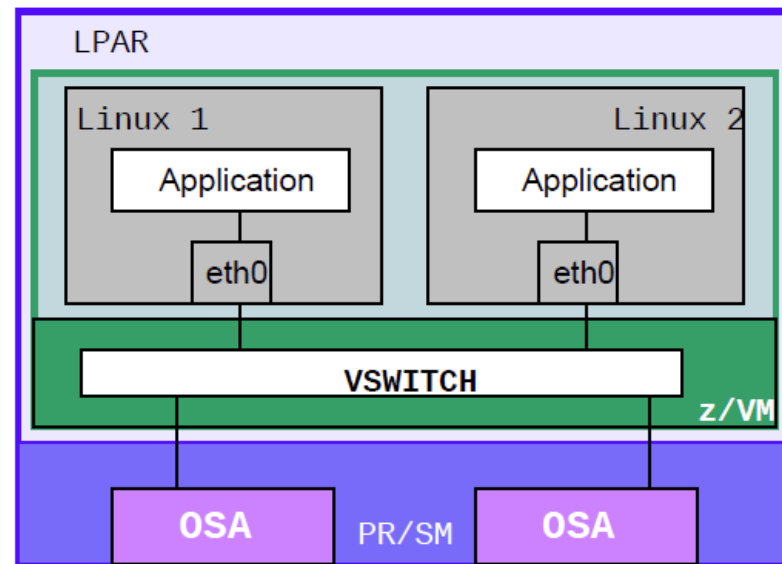 LPAR
Linux 1
Linux 2
Application
Application
eth0
eth0
VSWITCH
z/VM
OSA
PR/SM
OSA